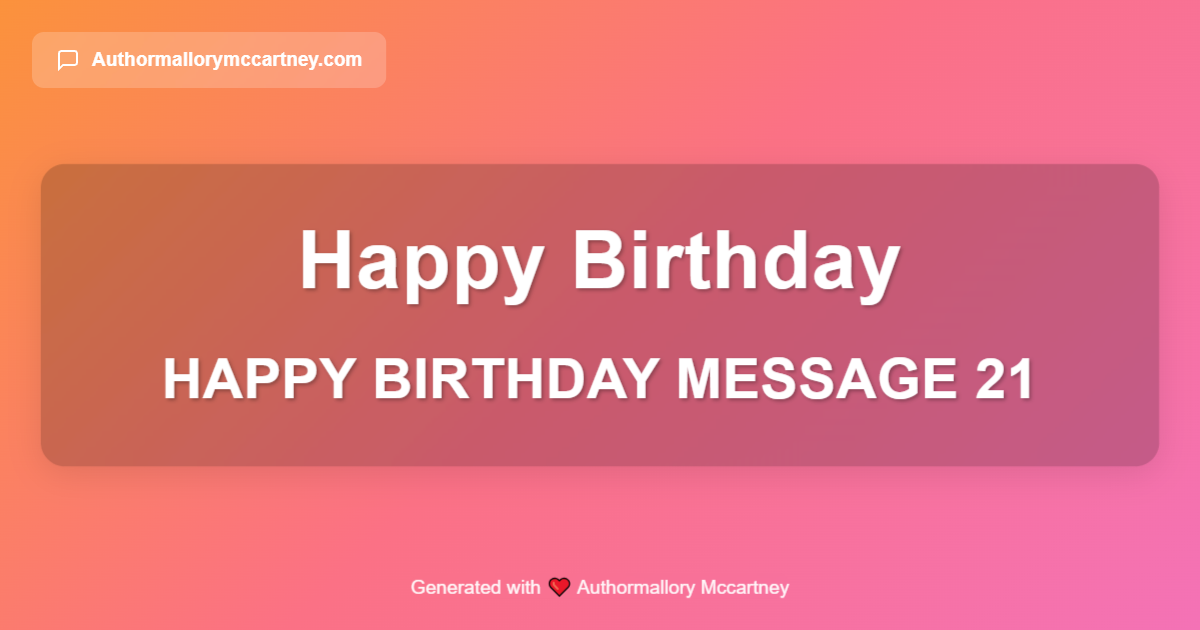 Authormallorymccartney.com
Happy Birthday
HAPPY BIRTHDAY MESSAGE 21
Generated with ❤️ Authormallory Mccartney